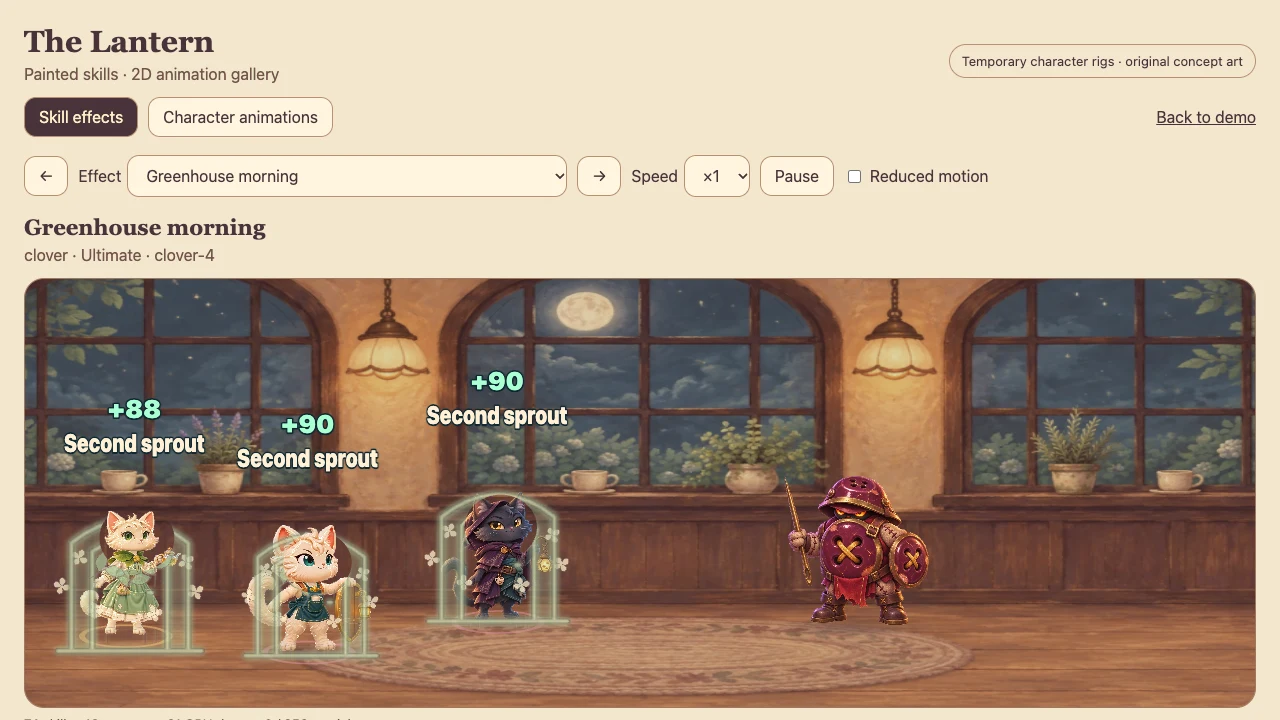 The Lantern
Painted skills · 2D animation gallery
Temporary character rigs · original concept art
Skill effects
Character animations
Back to demo
←
Effect
Greenhouse morning
→
Speed
×1
Pause
Reduced motion
Greenhouse morning
clover · Ultimate · clover-4
+90
Second sprout
+88
Second sprout
+90
Second sprout